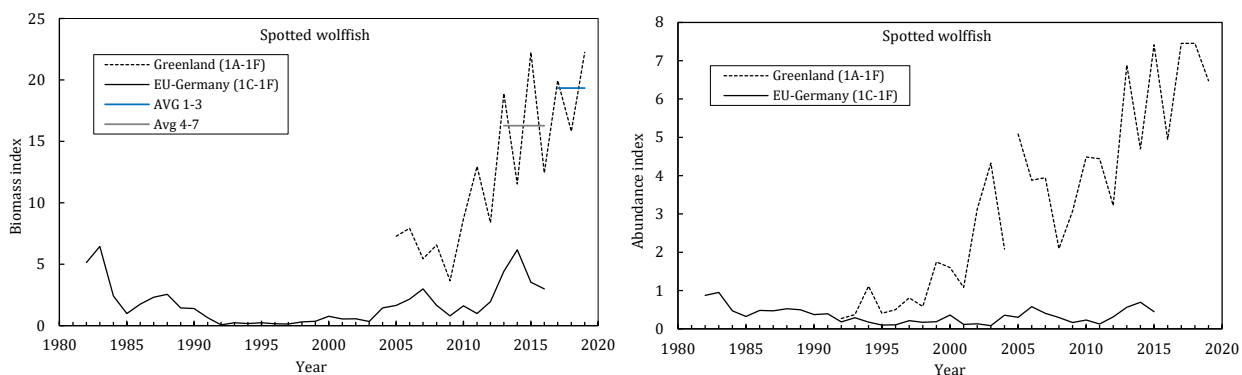 Spotted wolffish
Greenland (1A-1F)
EU-Germany (1C-1F)
AVG 1-3
Avg 4-7
Biomass index
25
20
15
10
5
0
1980 1985 1990 1995 2000 2005 2010 2015 2020
Year
Spotted wolffish
Greenland (1A-1F)
EU-Germany (1C-1F)
Abundance index
8
7
6
5
4
3
2
1
0
1980 1985 1990 1995 2000 2005 2010 2015 2020
Year